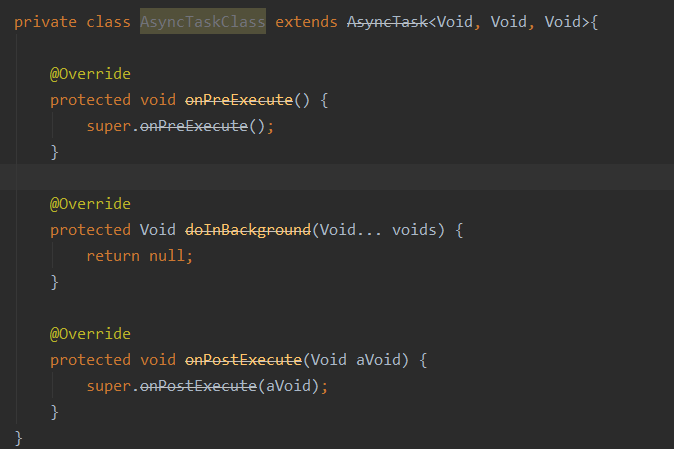 private class AsyncTaskClass extends AsyncTask<Void, Void, Void>{
@Override
protected void onPreExecute() {
super.onPreExecute();
}
@Override
protected Void doInBackground(Void... voids) {
return null;
}
@Override
protected void onPostExecute(Void aVoid) {
super.onPostExecute(aVoid);
}
}